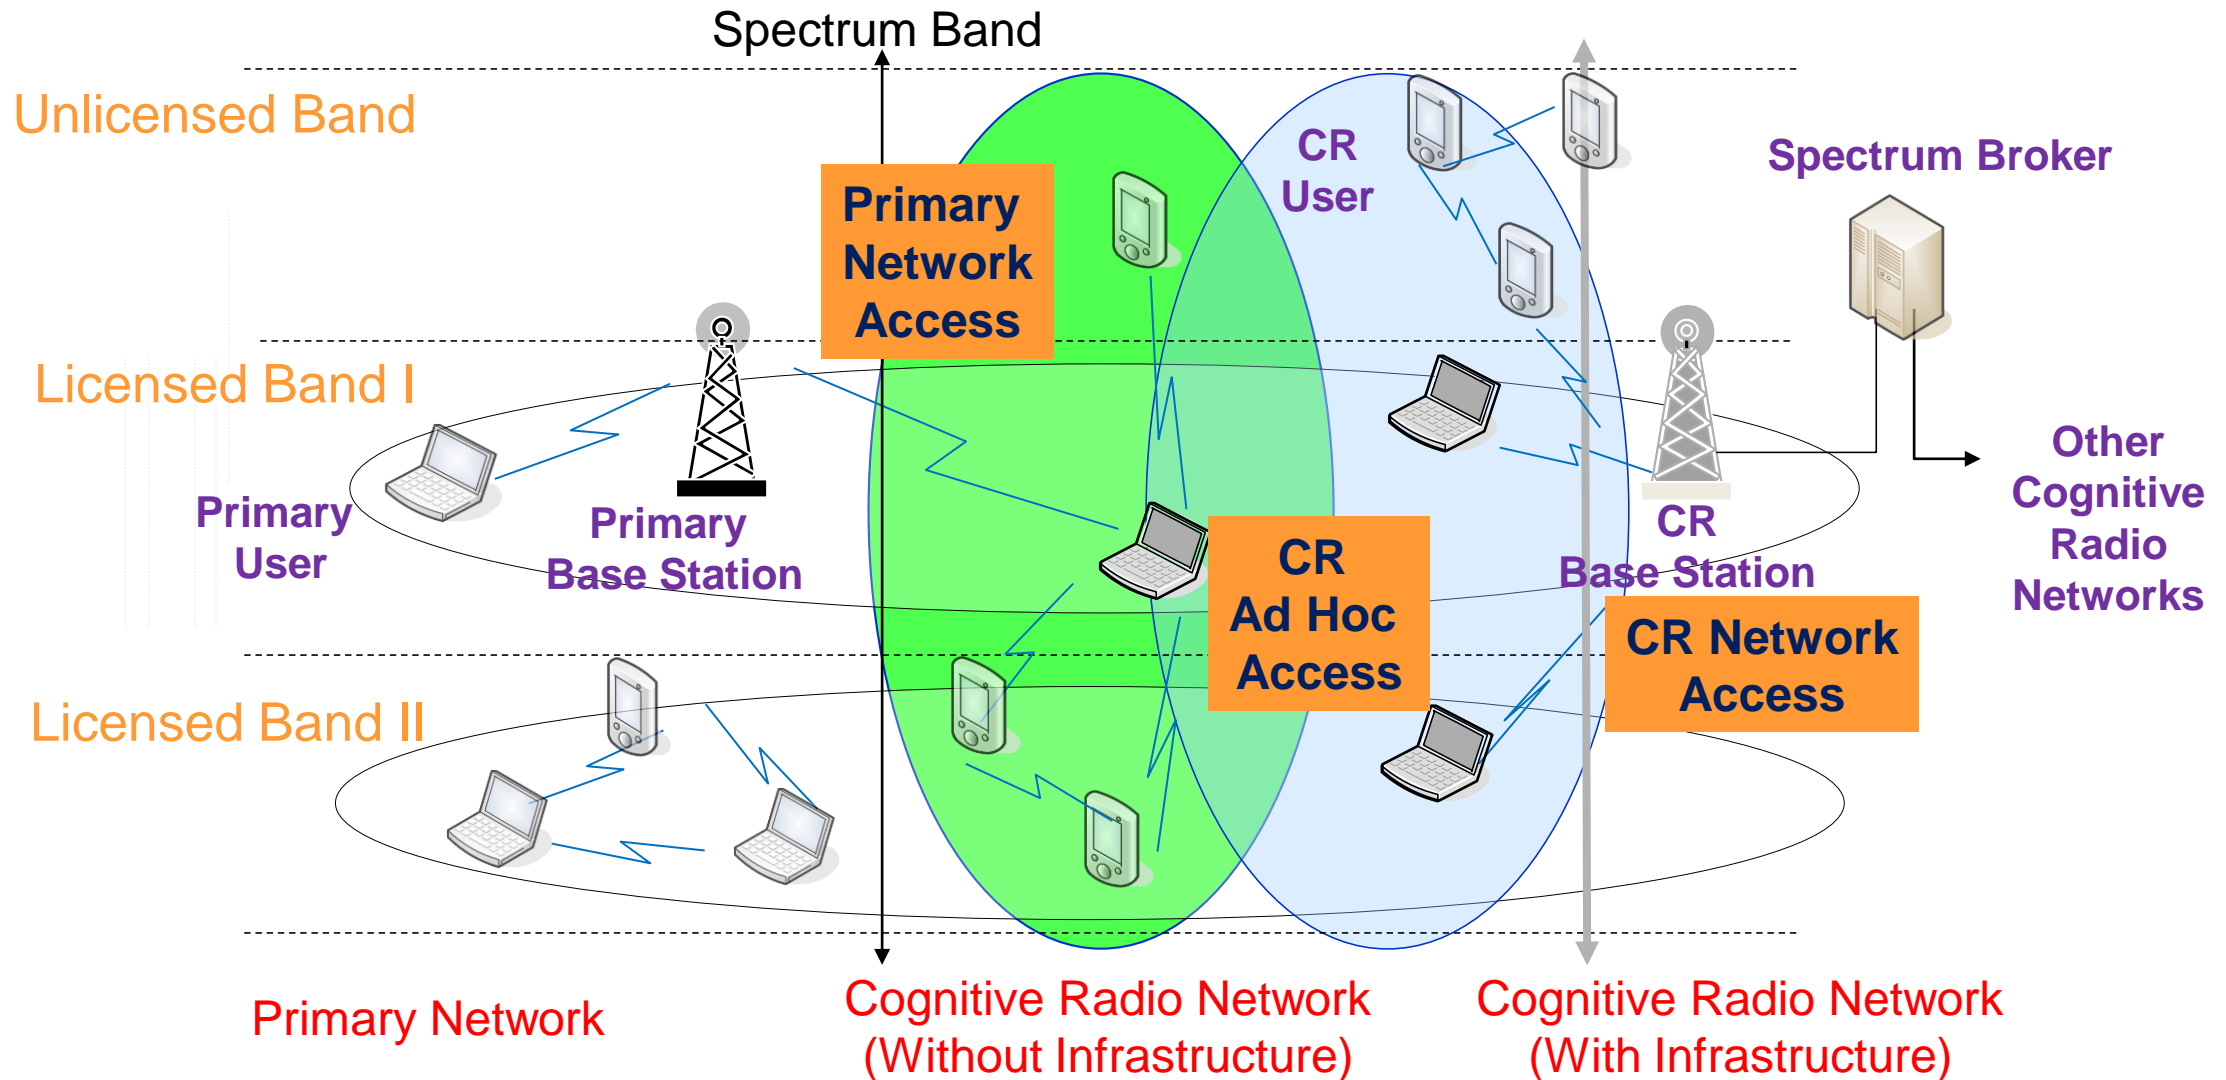 Spectrum Band
Unlicensed Band
CR
User
Spectrum Broker
Primary
Network
Access
Licensed Band I
Primary
User
Primary
Base Station
CR
Ad Hoc
Access
CR
Base Station
Other
Cognitive
Radio
Networks
CR Network
Access
Licensed Band II
Primary Network
Cognitive Radio Network
(Without Infrastructure)
Cognitive Radio Network
(With Infrastructure)